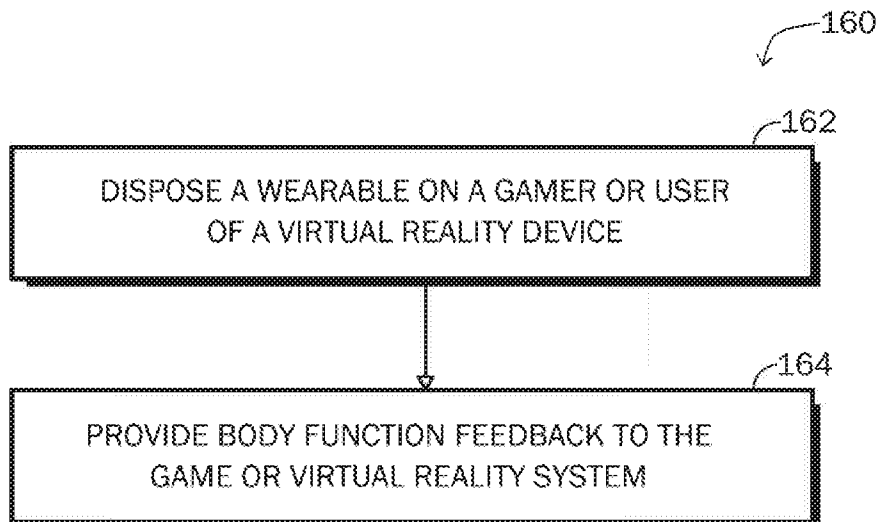 160
162
DISPOSE A WEARABLE ON A GAMER OR USER
OF A VIRTUAL REALITY DEVICE
164
PROVIDE BODY FUNCTION FEEDBACK TO THE
GAME OR VIRTUAL REALITY SYSTEM